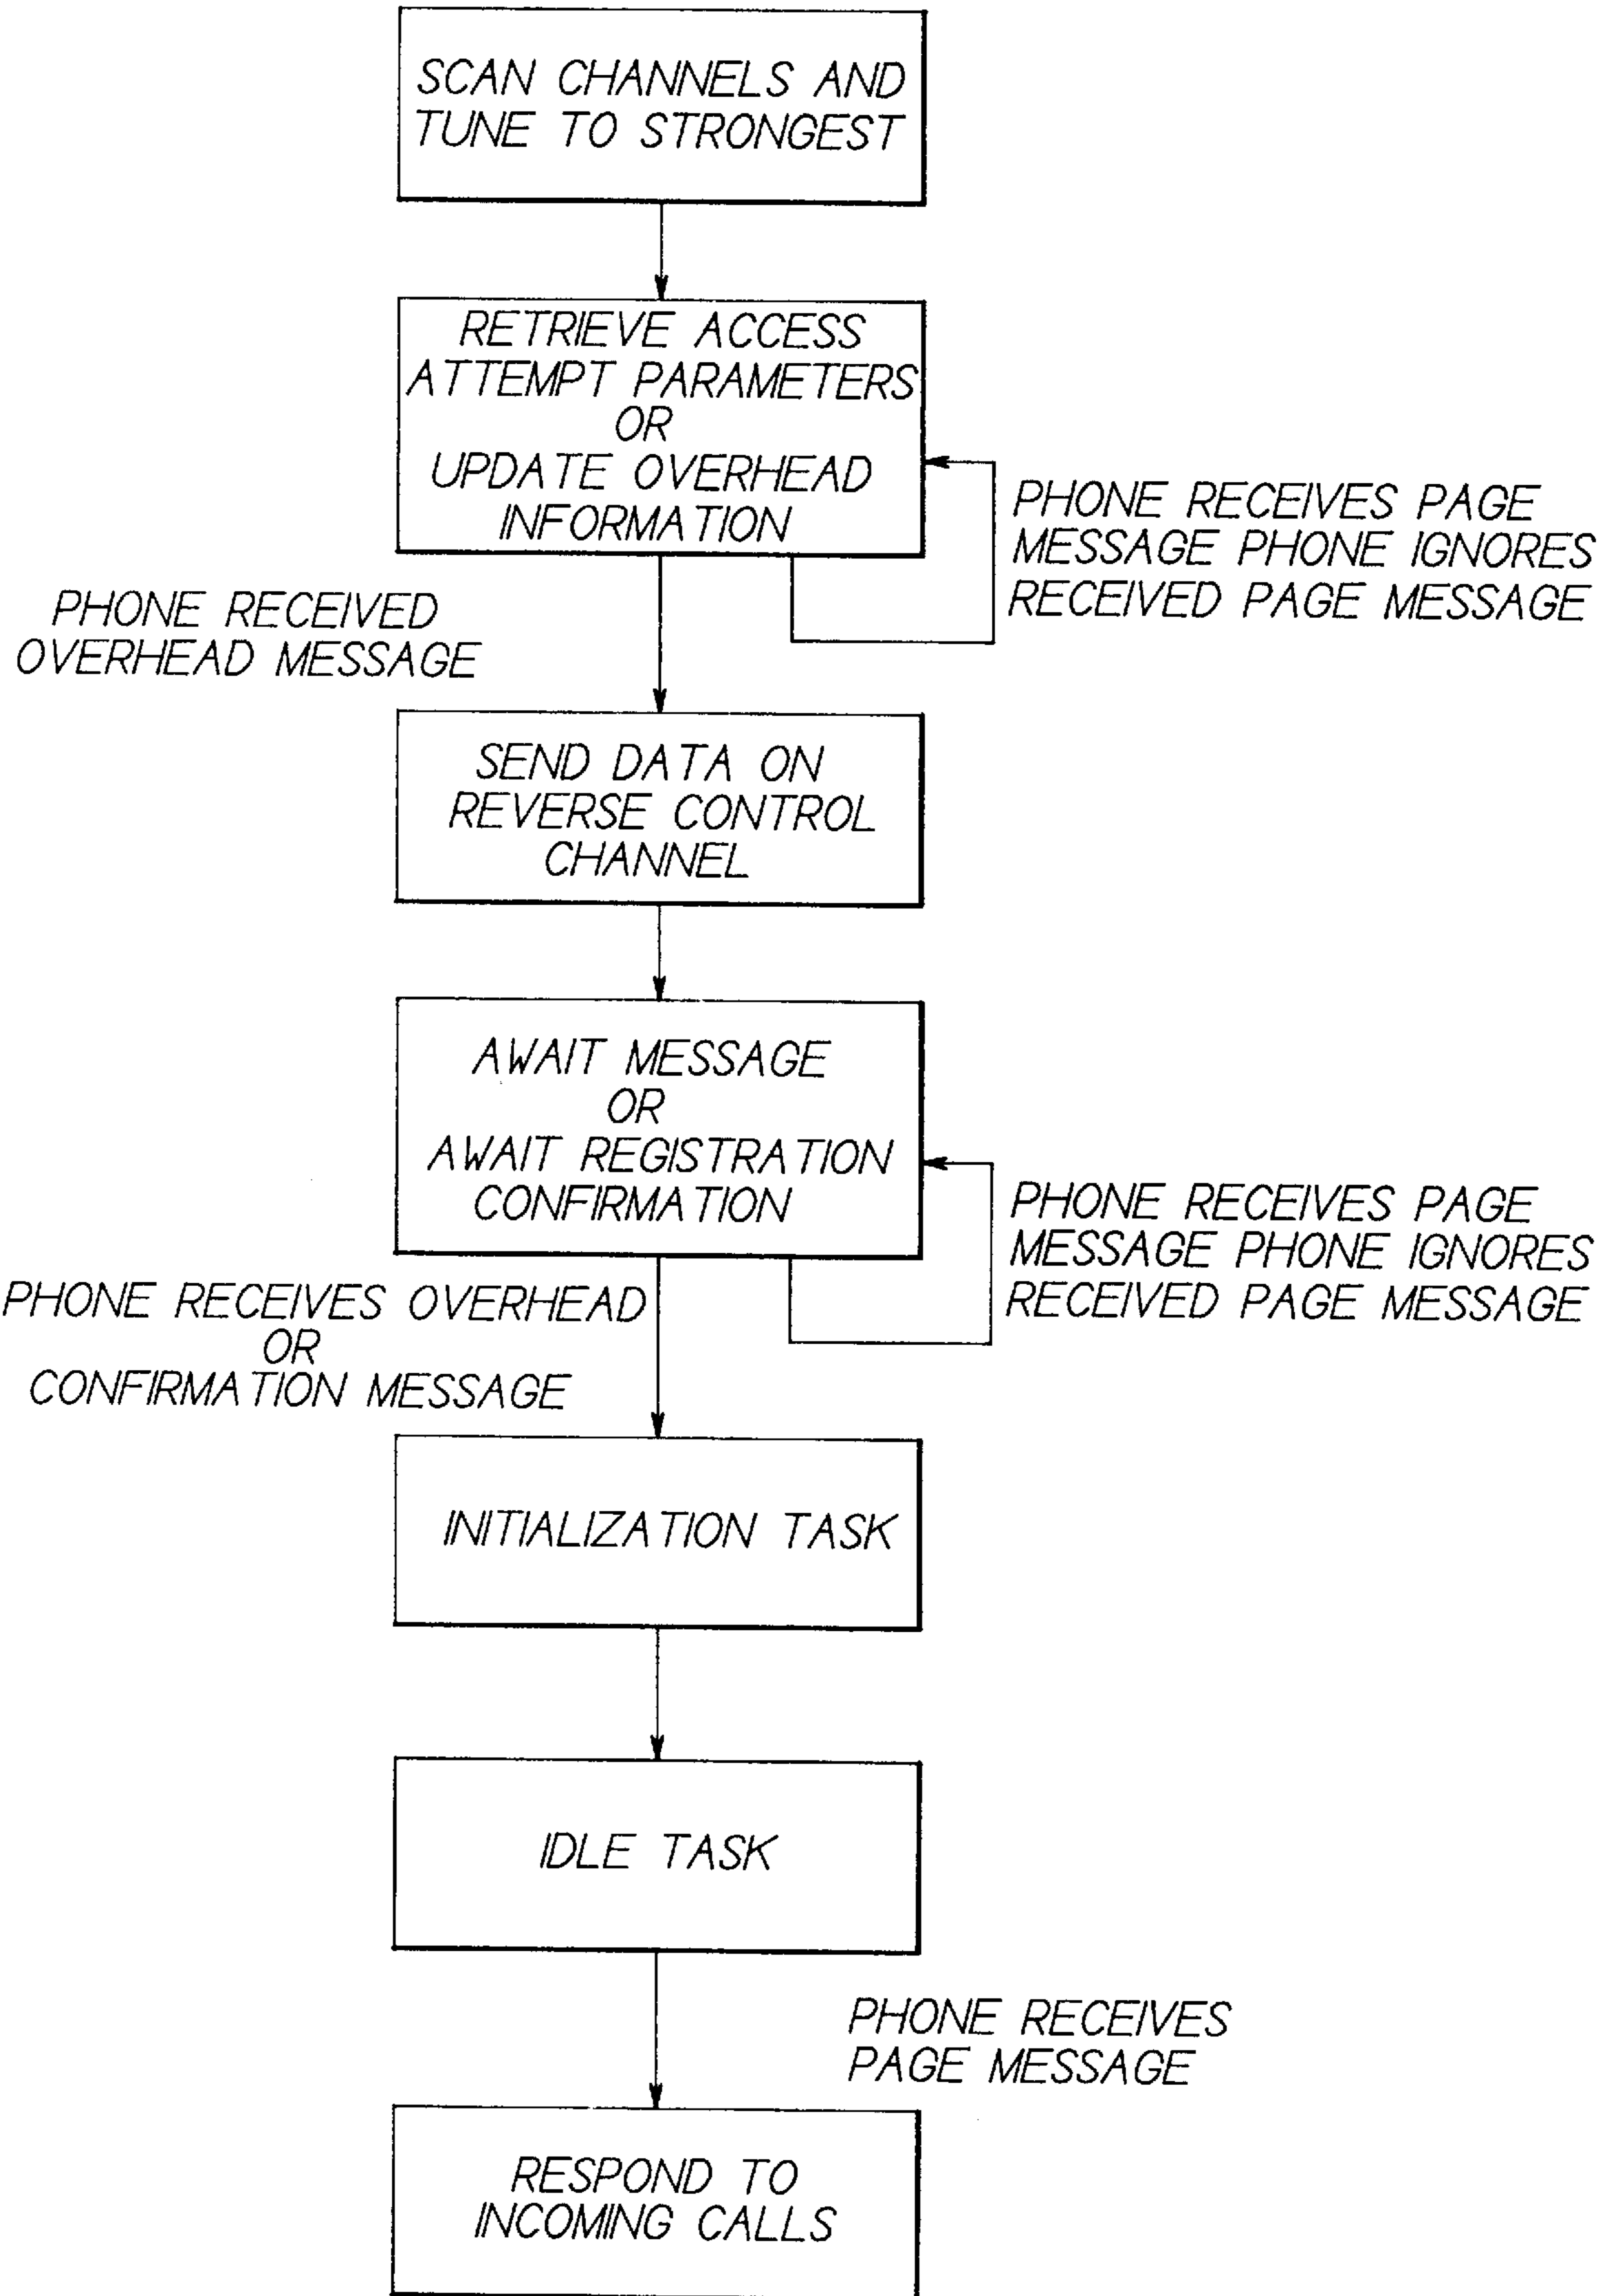 SCAN CHANNELS AND
TUNE TO STRONGEST
RETRIEVE ACCESS
ATTEMPT PARAMETERS
OR
UPDATE OVERHEAD
INFORMATION
PHONE RECEIVES PAGE
MESSAGE PHONE IGNORES
RECEIVED PAGE MESSAGE
PHONE RECEIVED
OVERHEAD MESSAGE
SEND DATA ON
REVERSE CONTROL
CHANNEL
AWAIT MESSAGE
OR
AWAIT REGISTRATION
CONFIRMATION
PHONE RECEIVES PAGE
MESSAGE PHONE IGNORES
RECEIVED PAGE MESSAGE
PHONE RECEIVES OVERHEAD
OR
CONFIRMATION MESSAGE
INITIALIZATION TASK
IDLE TASK
PHONE RECEIVES
PAGE MESSAGE
RESPOND TO
INCOMING CALLS